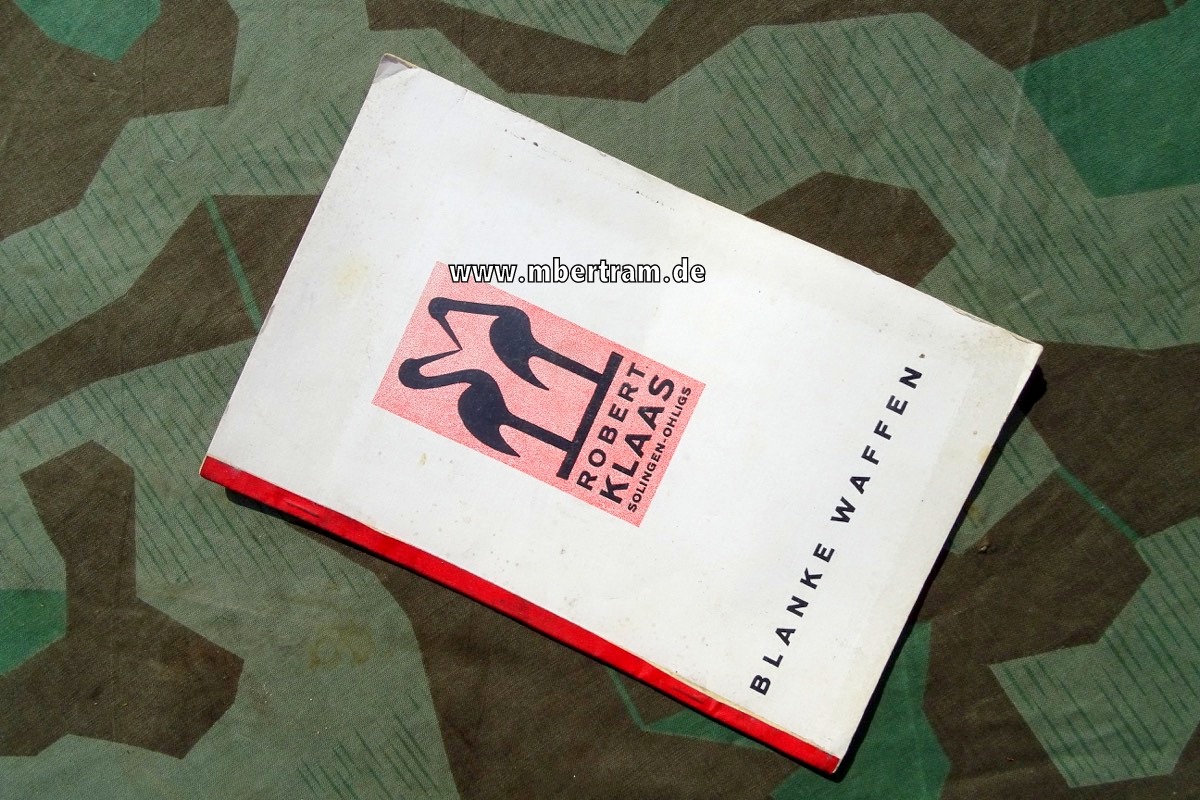 www.mbertram.de
ROBERT
KLAAS
SOLINGEN-OHLIGS
BLANKE WAFFEN